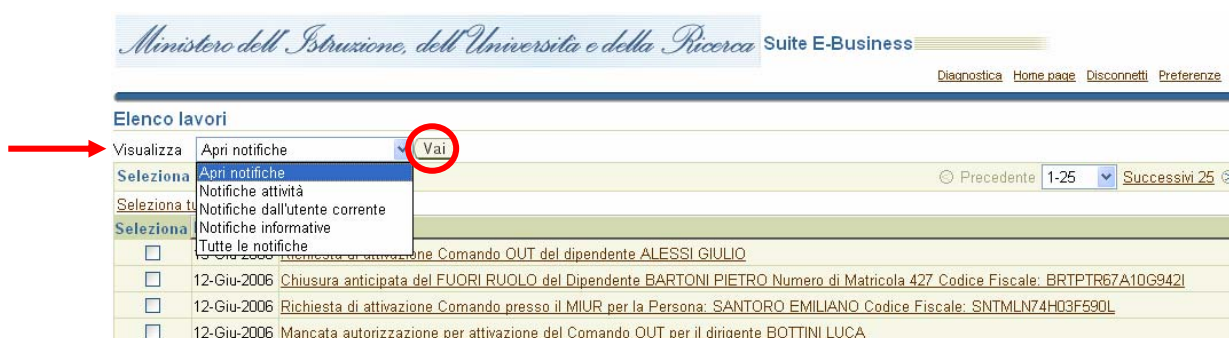 Ministero dell'Istruzione, dell'Università e della Ricerca Suite E-Business
Diagnostica Home page Disconnetti Preferenze
Elenco lavori
Visualizza Apri notifiche Vai
Seleziona Apri notifiche Precedente 1-25 Successivi 25
Notifiche attività
Seleziona Notifiche dall'utente corrente
Seleziona Notifiche informative
Tutte le notifiche
attivazione Comando OUT del dipendente ALESSI GIULIO
12-Giu-2006 Chiusura anticipata del FUORI RUOLO del Dipendente BARTONI PIETRO Numero di Matricola 427 Codice Fiscale: BRTPTR67A10G942I
12-Giu-2006 Richiesta di attivazione Comando presso il MIUR per la Persona: SANTORO EMILIANO Codice Fiscale: SNTMLN74H03F590L
12-Giu-2006 Mancata autorizzazione per attivazione del Comando OUT per il dirigente BOTTINI LUCA